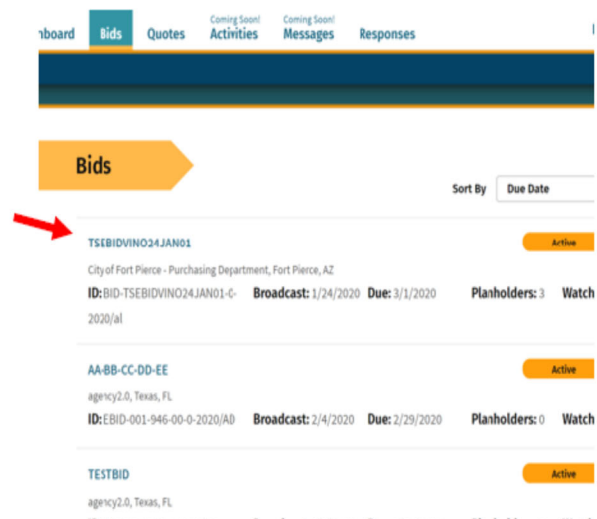 Coming Soon! Coming Soon!
Bids Quotes Activities Messages Responses
Bids
Sort By Due Date
TSEBIDVINO24JAN01 Active
City of Fort Pierce - Purchasing Department, Fort Pierce, AZ
ID: BID-TSEBIDVINO24JAN01-0- Broadcast: 1/24/2020 Due: 3/1/2020 Planholders: 3 Watch
2020/al
AA-BB-CC-DD-EE Active
agency2.0, Texas, FL
ID: EBID-001-946-00-0-2020/AD Broadcast: 2/4/2020 Due: 2/29/2020 Planholders: 0 Watch
TESTBID Active
agency2.0, Texas, FL